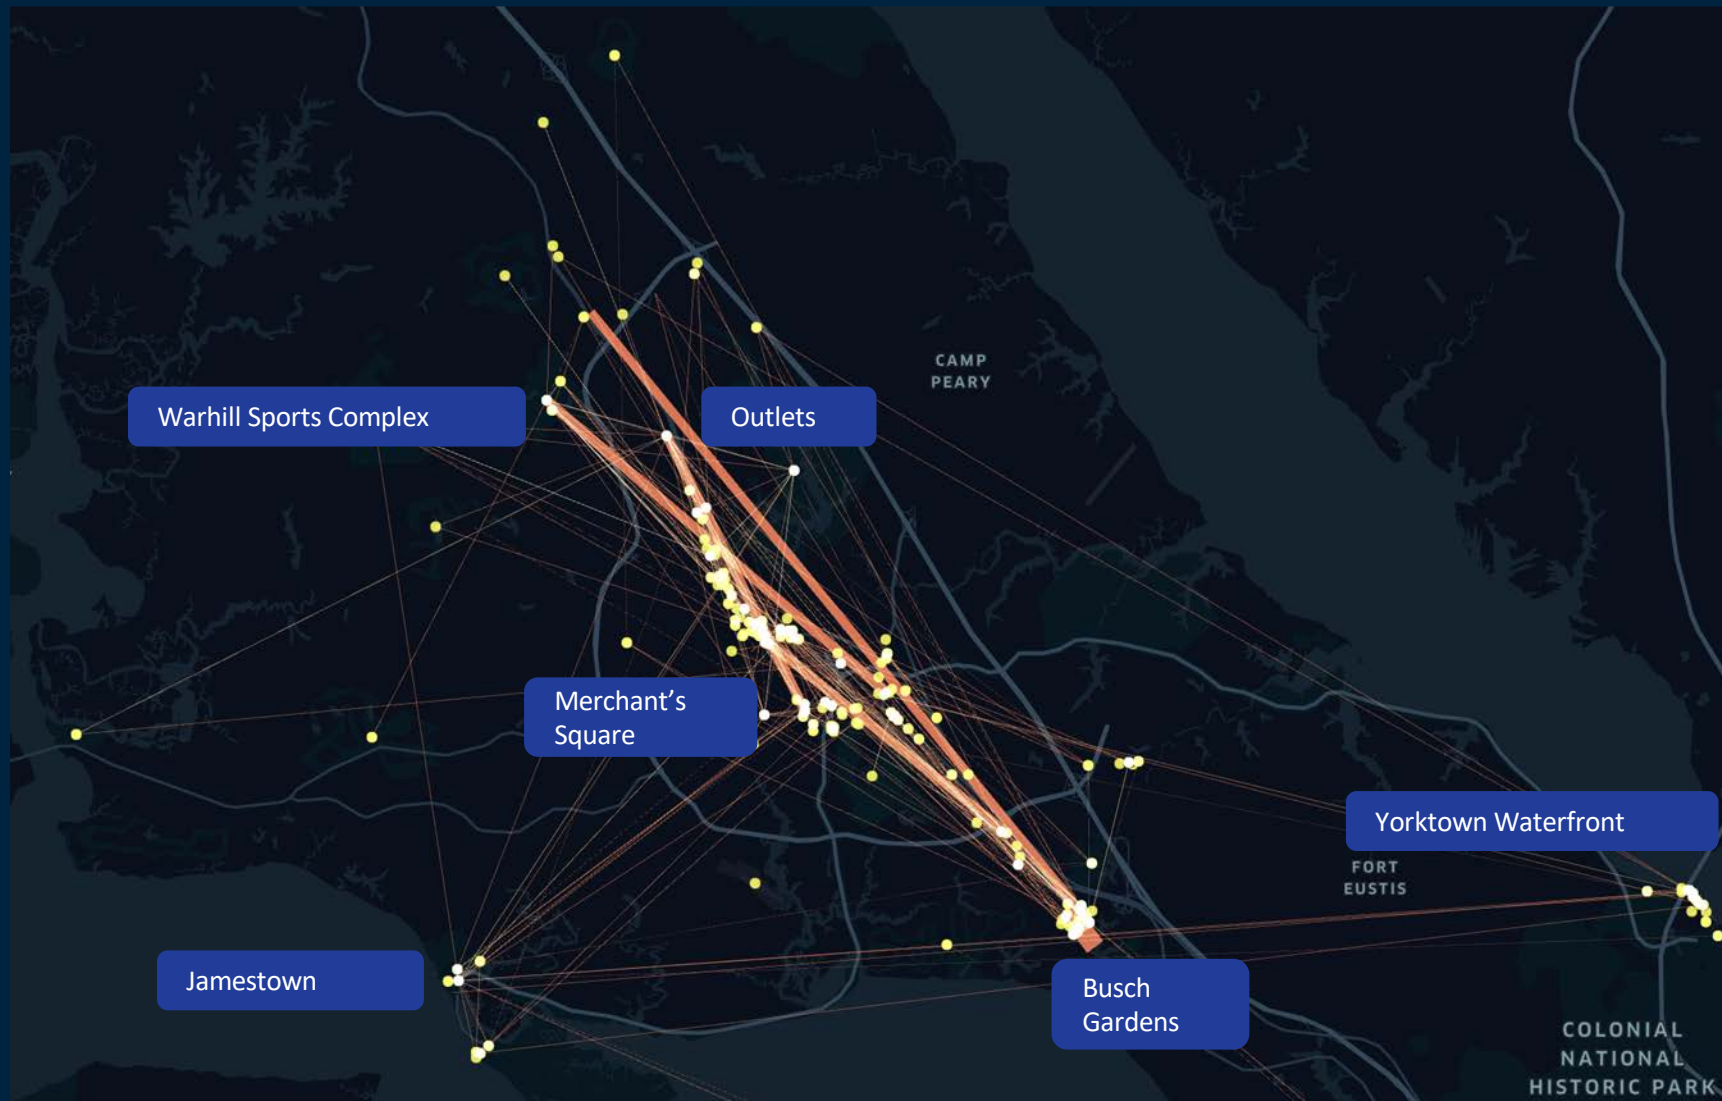 CAMP
PEARY
Warhill Sports Complex
Outlets
Merchant’s
Square
Yorktown Waterfront
FORT
EUSTIS
Jamestown
Busch
Gardens
COLONIAL
NATIONAL
HISTORIC PARK